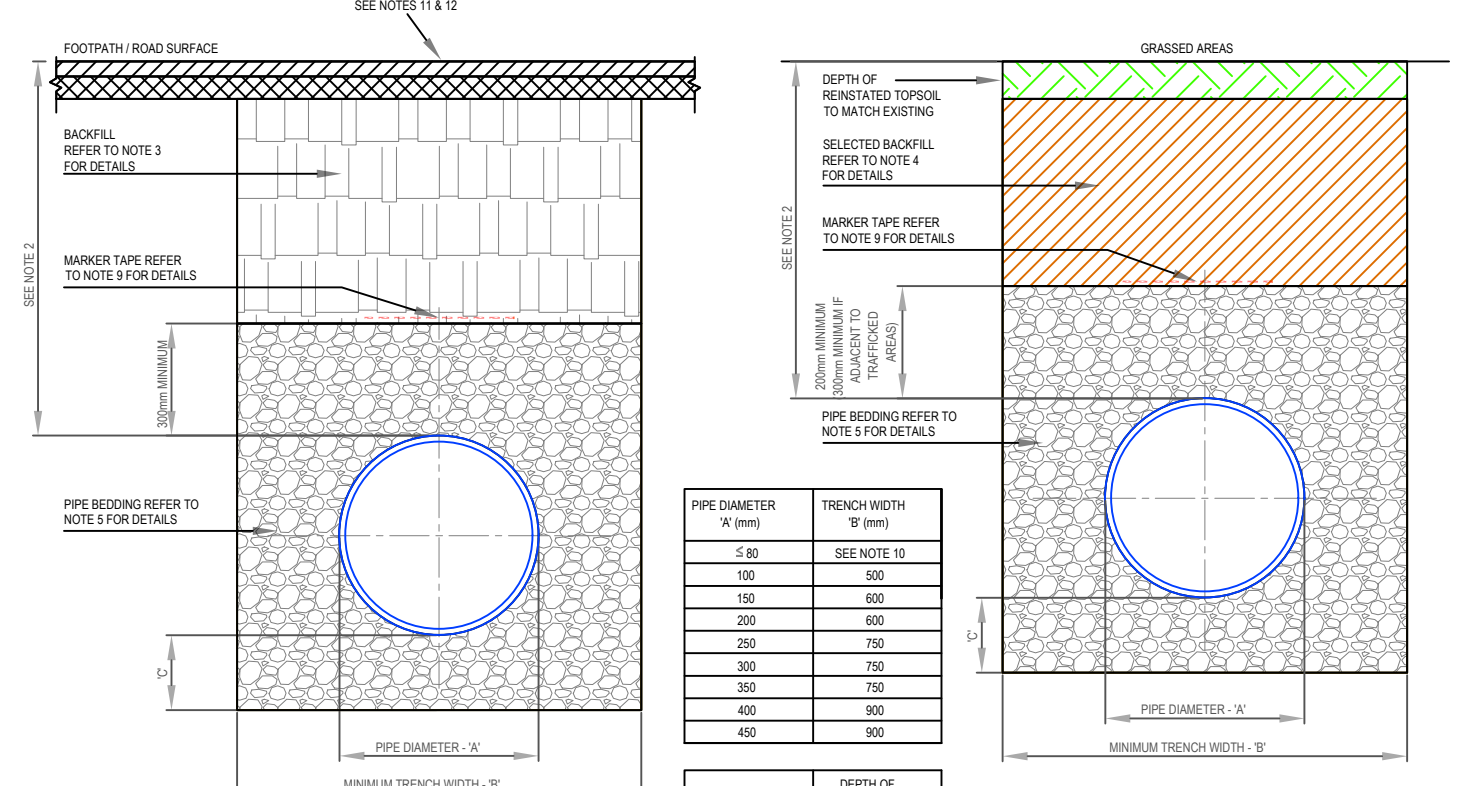 SEE NOTES 11 & 12
FOOTPATH / ROAD SURFACE
BACKFILL
REFER TO NOTE 3
FOR DETAILS
MARKER TAPE REFER
TO NOTE 9 FOR DETAILS
SEE NOTE 2
300mm MINIMUM
PIPE BEDDING REFER TO
NOTE 5 FOR DETAILS
'C'
PIPE DIAMETER - 'A'
MINIMUM TRENCH WIDTH - 'B'
GRASSED AREAS
DEPTH OF
REINSTATED TOPSOIL
TO MATCH EXISTING
SELECTED BACKFILL
REFER TO NOTE 4
FOR DETAILS
MARKER TAPE REFER
TO NOTE 9 FOR DETAILS
SEE NOTE 2
200mm MINIMUM
(300mm MINIMUM IF
ADJACENT TO
TRAFFICKED
AREAS)
PIPE BEDDING REFER TO
NOTE 5 FOR DETAILS
'C'
PIPE DIAMETER - 'A'
MINIMUM TRENCH WIDTH - 'B'
PIPE DIAMETER 'A' (mm) TRENCH WIDTH 'B' (mm)
≤ 80 SEE NOTE 10
100 500
150 600
200 600
250 750
300 750
350 750
400 900
450 900
DEPTH OF